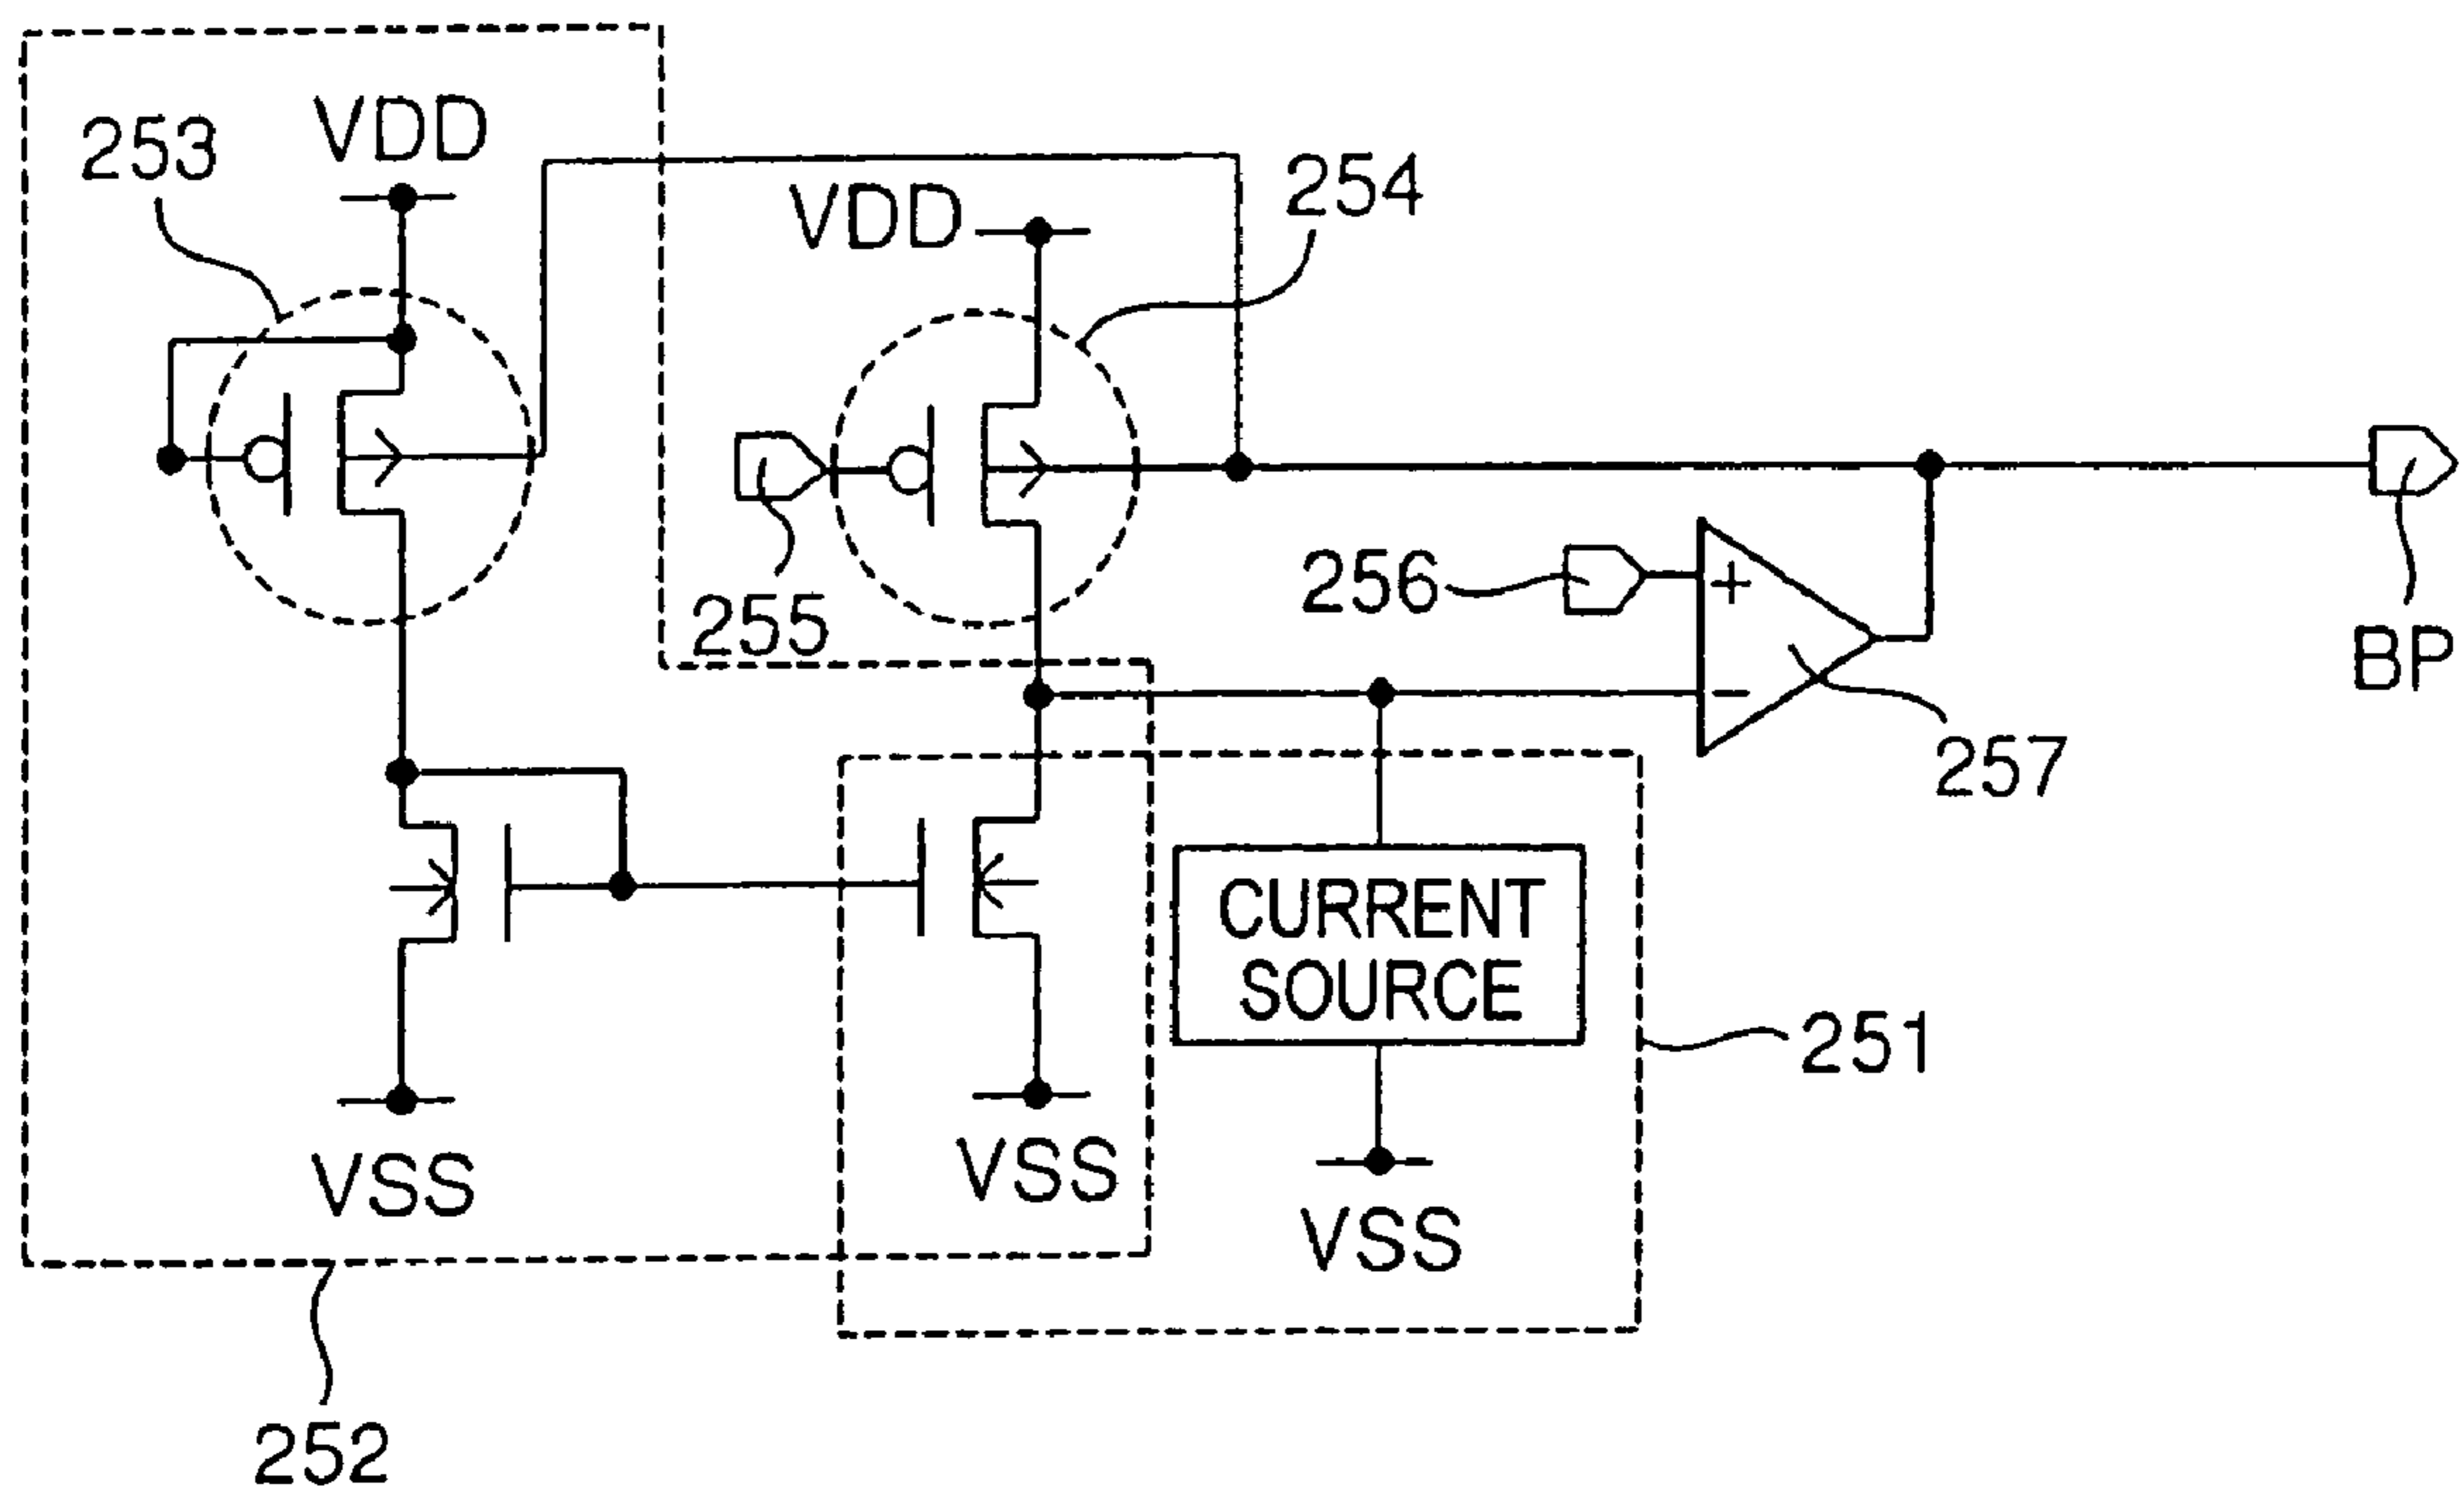 VDD
253
254
VDD
256
255
BP
257
CURRENT
SOURCE
251
VSS
VSS
VSS
252
+
−